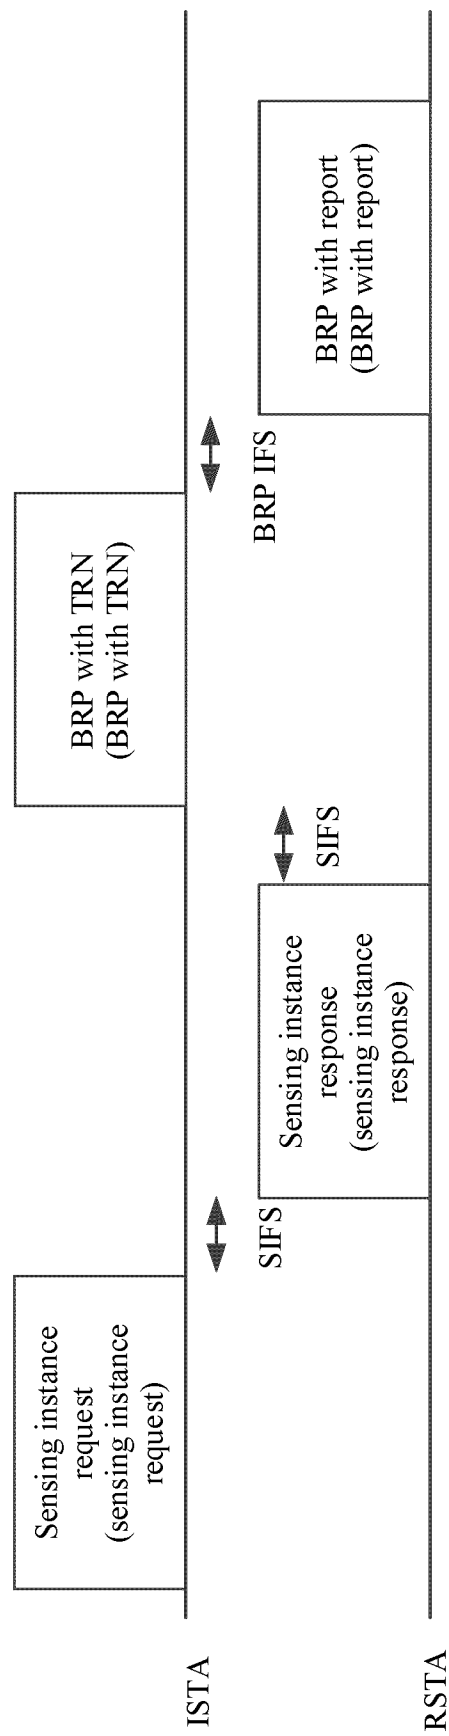 ISTA
Sensing instance
request
(sensing instance
request)
SIFS
Sensing instance
response
(sensing instance
response)
SIFS
BRP with TRN
(BRP with TRN)
BRP IFS
BRP with report
(BRP with report)
RSTA